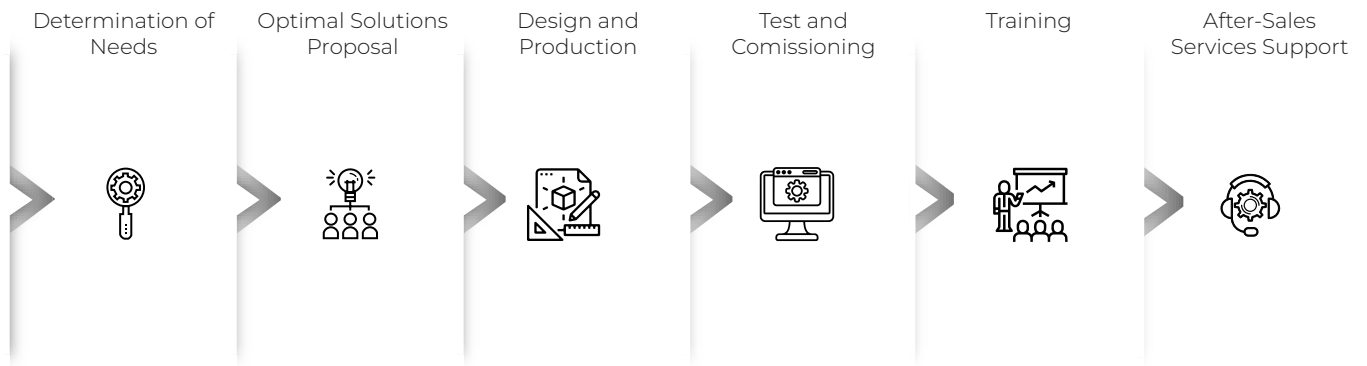 Determination of
Needs
Optimal Solutions
Proposal
Design and
Production
Test and
Comissioning
Training
After-Sales
Services Support